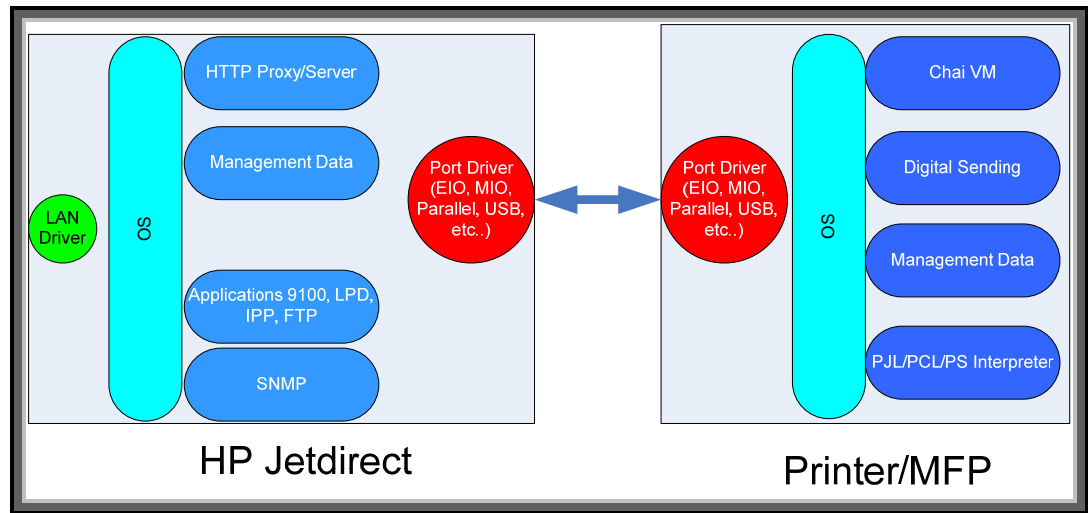 HTTP Proxy/Server
Management Data
LAN
Driver
OS
Applications 9100, LPD,
IPP, FTP
SNMP
Port Driver
(EIO, MIO,
Parallel, USB,
etc..)
HP Jetdirect
Port Driver
(EIO, MIO,
Parallel, USB,
etc..)
OS
Chai VM
Digital Sending
Management Data
PJL/PCL/PS Interpreter
Printer/MFP